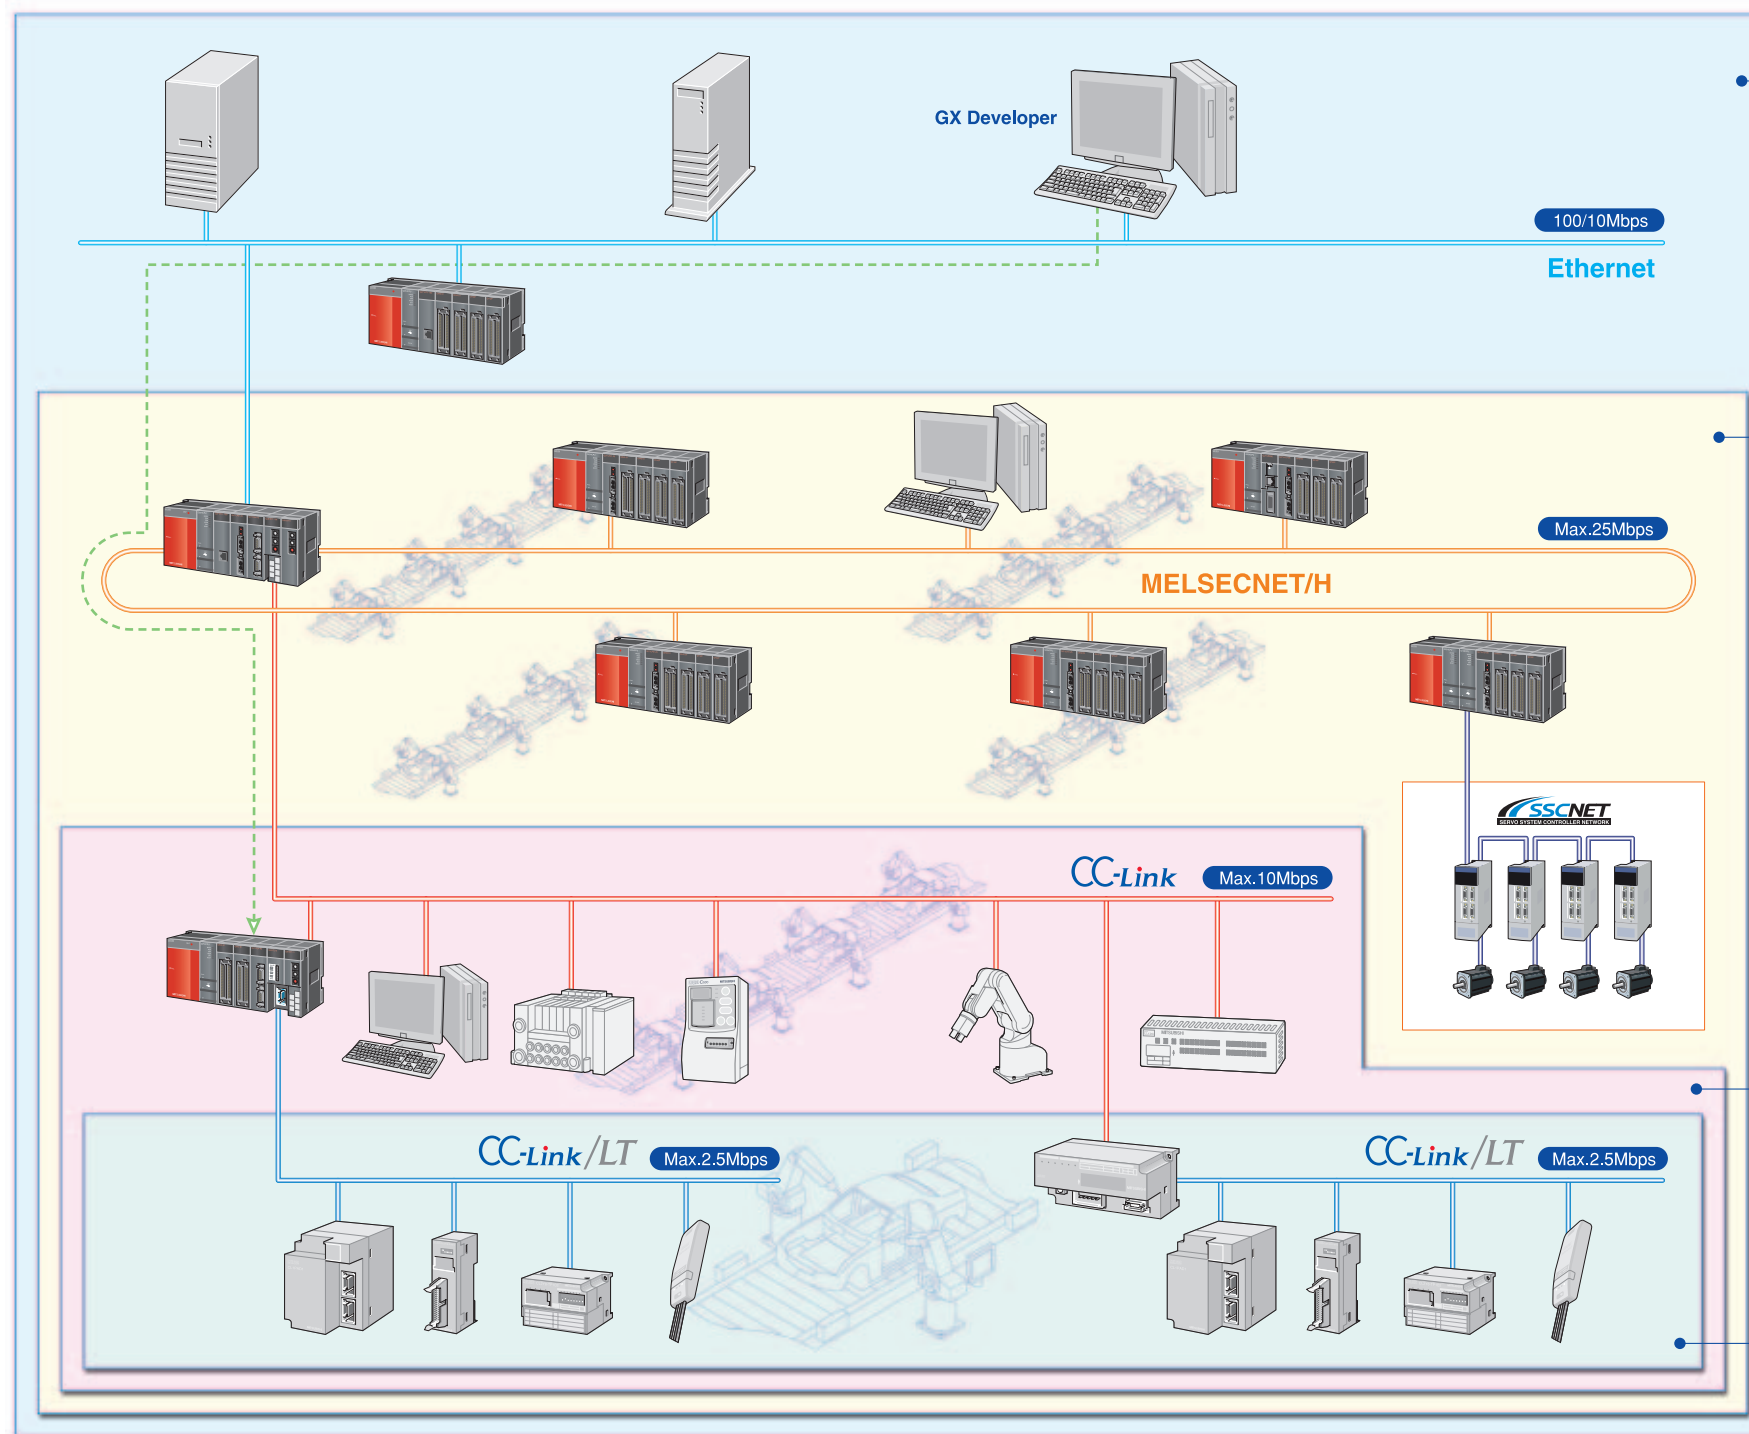 GX Developer
100/10Mbps
Ethernet
Max.25Mbps
MELSECNET/H
SSCNET
SERVO SYSTEM CONTROLLER NETWORK
CC-Link
Max.10Mbps
CC-Link/LT
Max.2.5Mbps
CC-Link/LT
Max.2.5Mbps